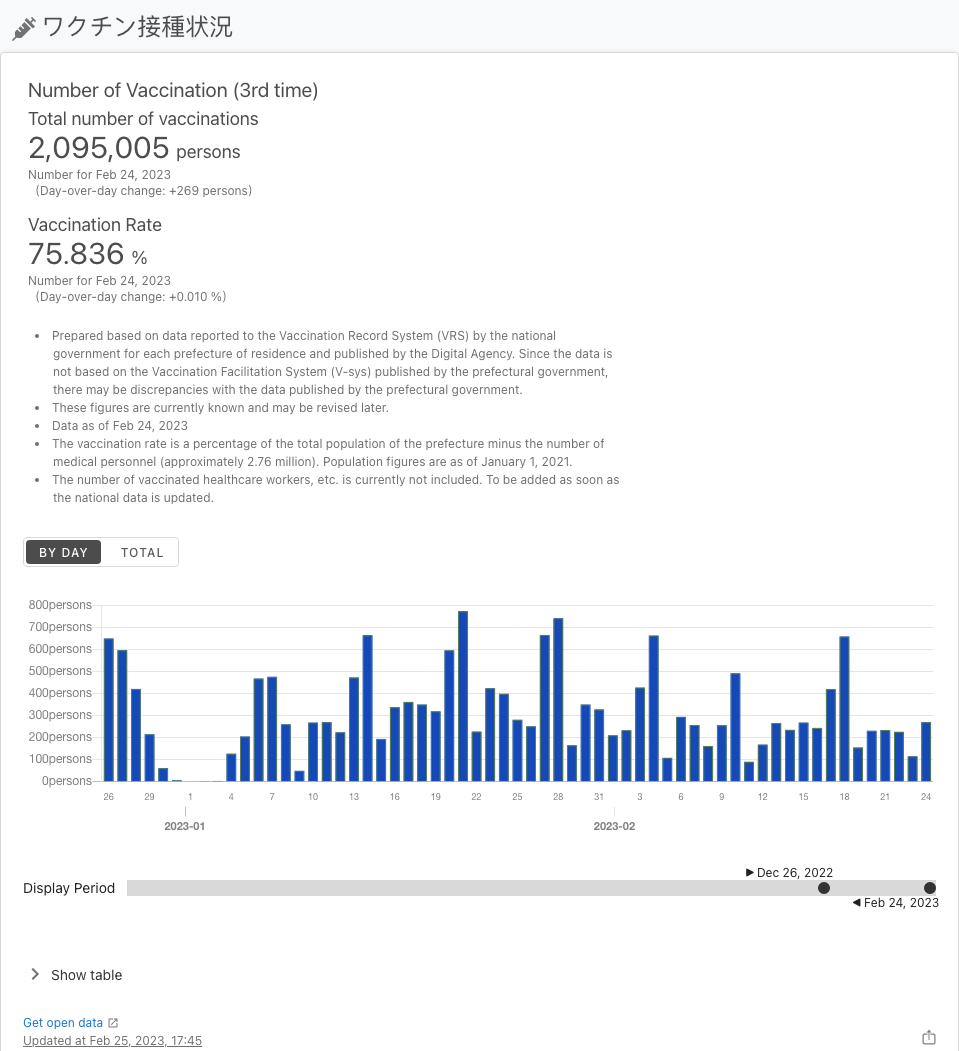 ワクチン接種状況
Number of Vaccination (3rd time)
Total number of vaccinations
2,095,005 persons
Number for Feb 24, 2023
(Day-over-day change: +269 persons)
Vaccination Rate
75.836 %
Number for Feb 24, 2023
(Day-over-day change: +0.010 %)
• Prepared based on data reported to the Vaccination Record System (VRS) by the national
government for each prefecture of residence and published by the Digital Agency. Since the data is
not based on the Vaccination Facilitation System (V-sys) published by the prefectural government,
there may be discrepancies with the data published by the prefectural government.
• These figures are currently known and may be revised later.
• Data as of Feb 24, 2023
• The vaccination rate is a percentage of the total population of the prefecture minus the number of
medical personnel (approximately 2.76 million). Population figures are as of January 1, 2021.
• The number of vaccinated healthcare workers, etc. is currently not included. To be added as soon as
the national data is updated.
BY DAY TOTAL
800persons
700persons
600persons
500persons
400persons
300persons
200persons
100persons
0persons
26 29 1 4 7 10 13 16 19 22 25 28 31 3 6 9 12 15 18 21 24
2023-01 2023-02
▶ Dec 26, 2022
Display Period
◀ Feb 24, 2023
Show table
Get open data
Updated at Feb 25, 2023, 17:45